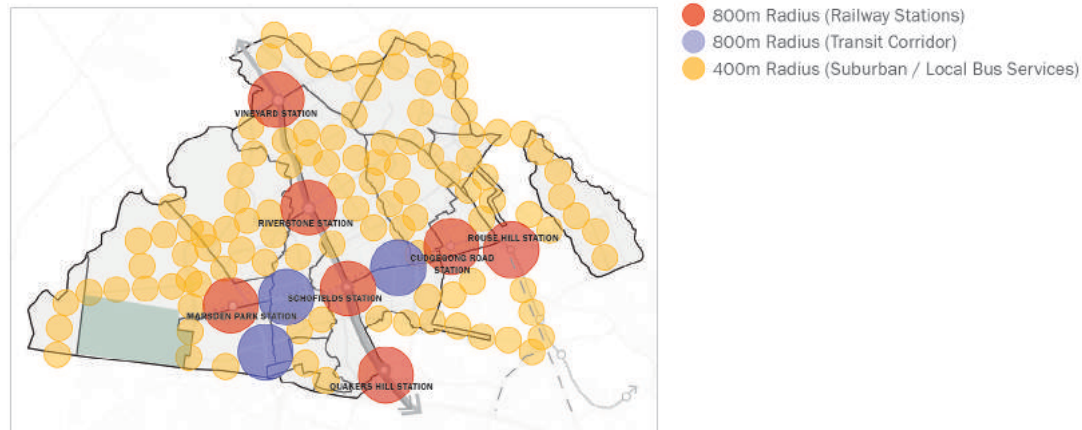 800m Radius (Railway Stations)
800m Radius (Transit Corridor)
400m Radius (Suburban / Local Bus Services)
VINEYARD STATION
RIVERSTONE STATION
ROUSE HILL STATION
CUDGEGONG ROAD
STATION
SCHOFIELDS STATION
MARSDEN PARK STATION
QUAKERS HILL STATION